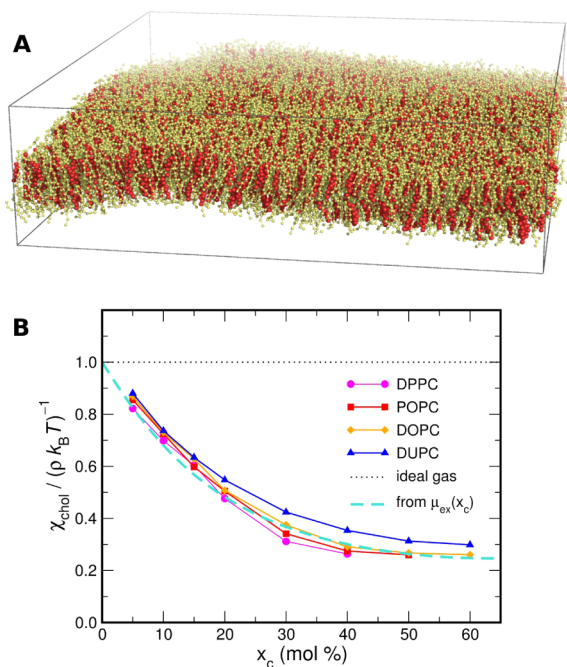 A
B
χchol / (ρ kBT)⁻¹
1.0
0.8
0.6
0.4
0.2
0.0
DPPC
POPC
DOPC
DUPC
ideal gas
from μex(xc)
0 10 20 30 40 50 60
xc (mol %)